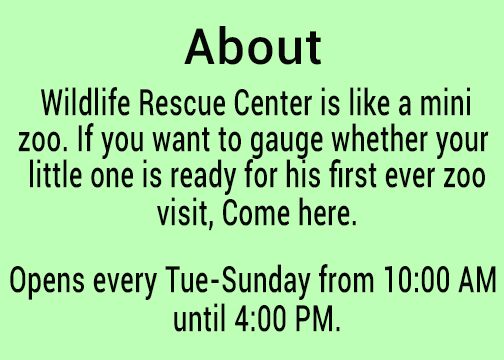 About
Wildlife Rescue Center is like a mini
zoo. If you want to gauge whether your
little one is ready for his first ever zoo
visit, Come here.
Opens every Tue-Sunday from 10:00 AM
until 4:00 PM.